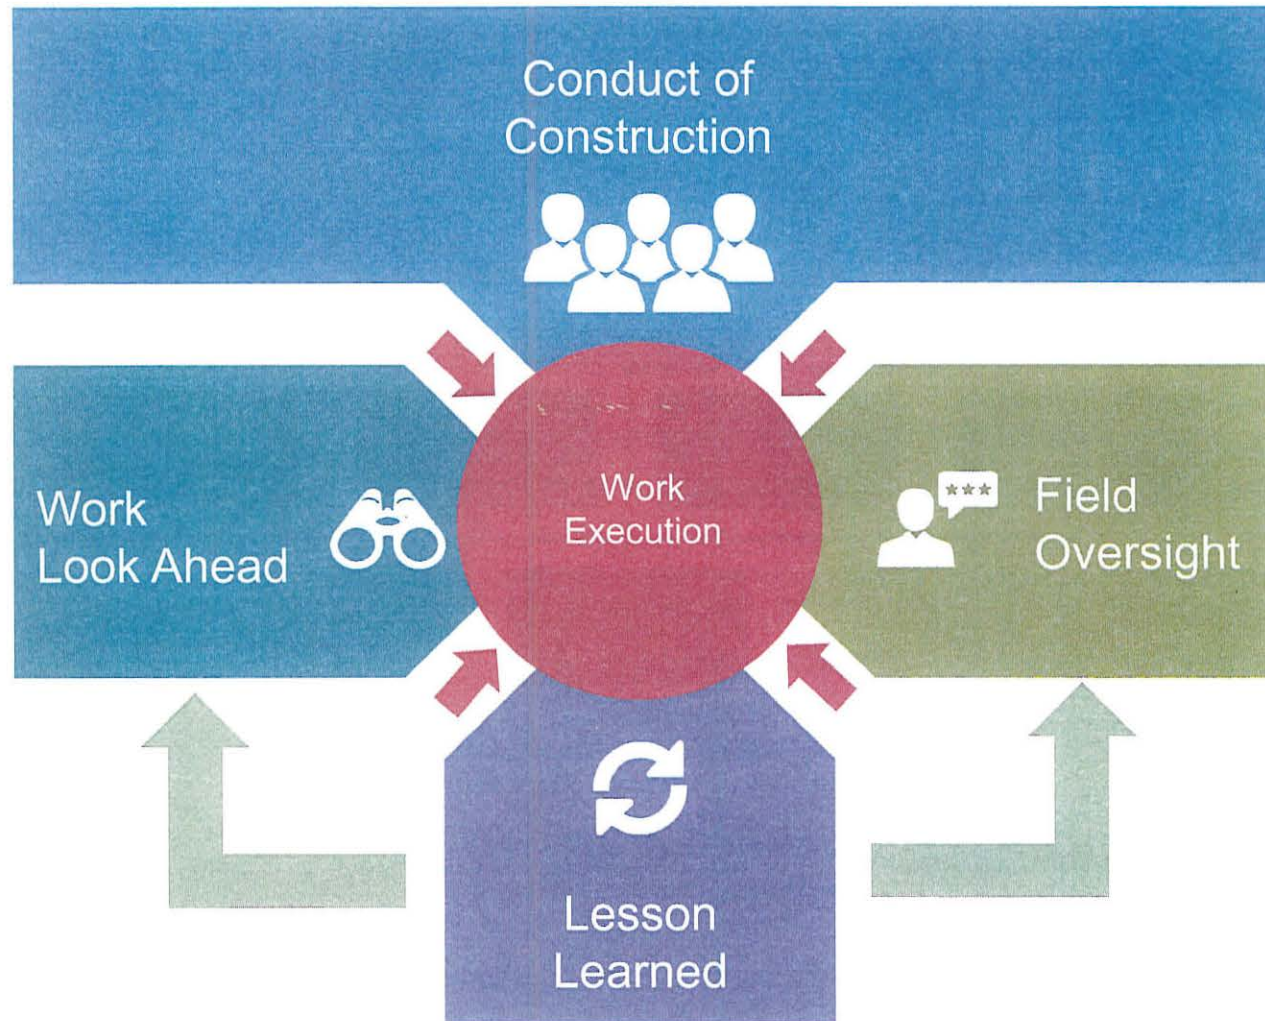 Conduct of
Construction
Work
Look Ahead
Work
Execution
Field
Oversight
Lesson
Learned